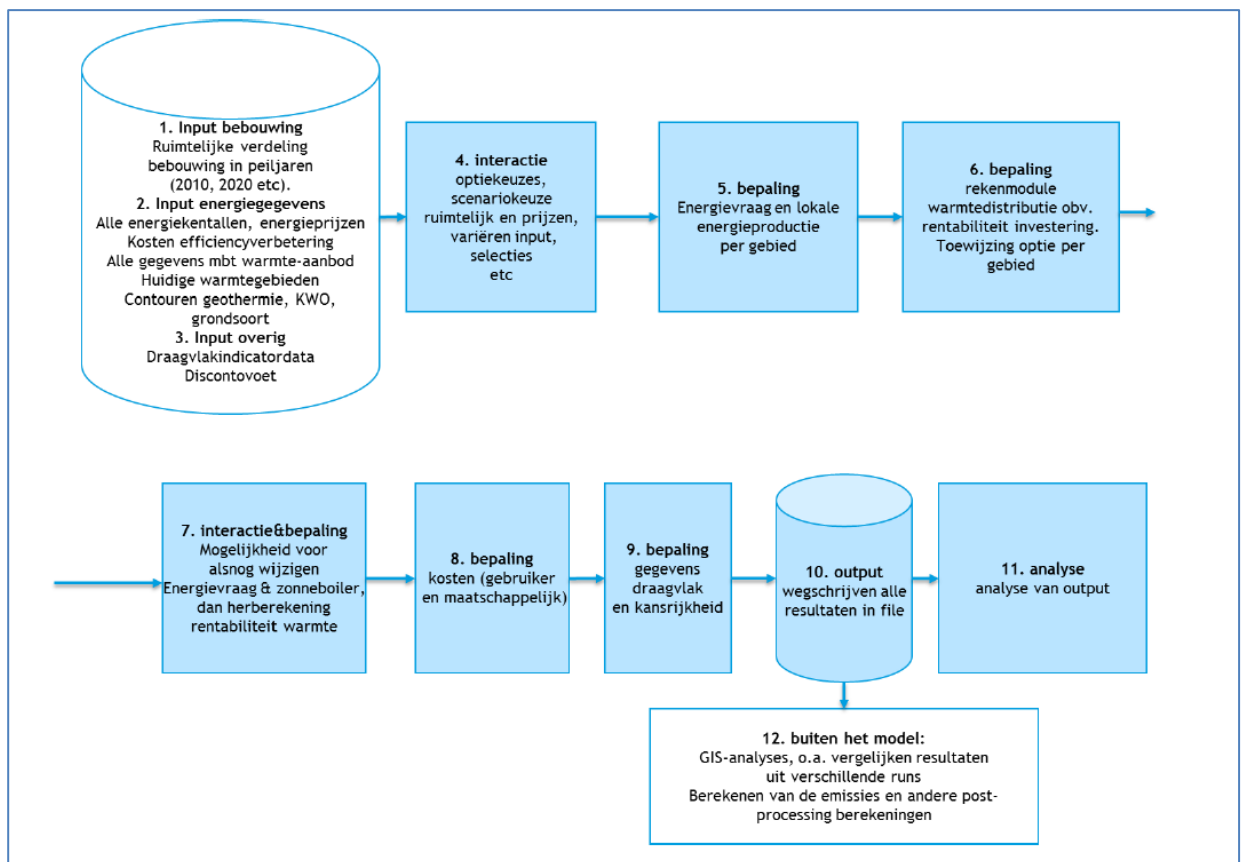 1. Input bebouwing
Ruimtelijke verdeling
bebouwing in peiljaren
(2010, 2020 etc).
2. Input energiegegevens
Alle energiekentallen, energieprijzen
Kosten efficiencyverbetering
Alle gegevens mbt warmte-aanbod
Huidige warmtegebieden
Contouren geothermie, KWO,
grondsoort
3. Input overig
Draagvlakindicatordata
Discontovoet
4. interactie
optiekeuzes,
scenariokeuze
ruimtelijk en prijzen,
variëren input,
selecties
etc
5. bepaling
Energievraag en lokale
energieproductie
per gebied
6. bepaling
rekenmodule
warmtedistributie obv.
rentabiliteit investering.
Toewijzing optie per
gebied
7. interactie&bepaling
Mogelijkheid voor
alsnog wijzigen
Energievraag & zonneboiler,
dan herberekening
rentabiliteit warmte
8. bepaling
kosten (gebruiker
en maatschappelijk)
9. bepaling
gegevens
draagvlak
en kansrijkheid
10. output
wegschrijven alle
resultaten in file
11. analyse
analyse van output
12. buiten het model:
GIS-analyses, o.a. vergelijken resultaten
uit verschillende runs
Berekenen van de emissies en andere post-
processing berekeningen